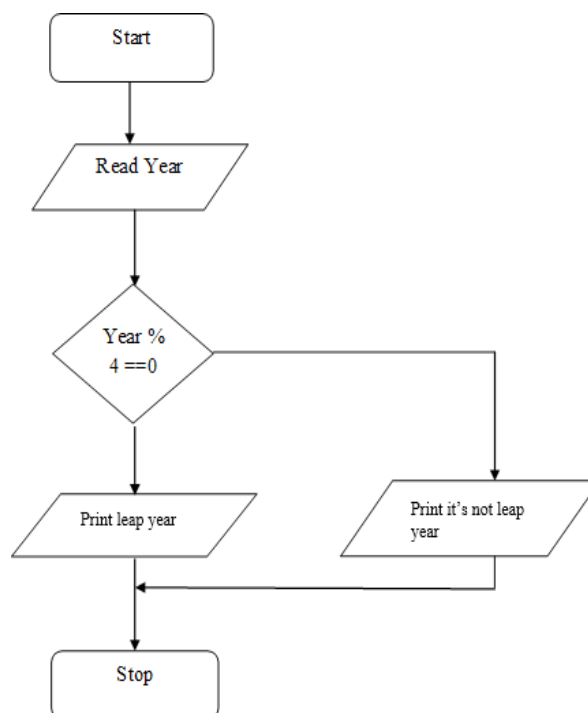 Start
Read Year
Year %
4 ==0
Print leap year
Print it’s not leap
year
Stop